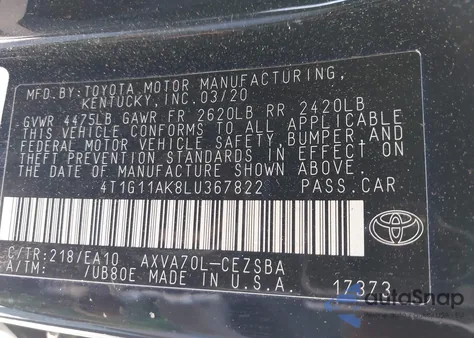 MFD.BY: TOYOTA MOTOR MANUFACTURING,
KENTUCKY, INC. 03/20
GVWR 4475LB GAWR FR 2620LB RR 2420LB
THIS VEHICLE CONFORMS TO ALL APPLICABLE
FEDERAL MOTOR VEHICLE SAFETY, BUMPER, AND
THEFT PREVENTION STANDARDS IN EFFECT ON
THE DATE OF MANUFACTURE SHOWN ABOVE.
4T1G11AK8LU367822 PASS.CAR
C/TR: 218/EA10 AXVA70L-CEZSBA
A/TM: /UB80E MADE IN U.S.A. 17373
autoSnap